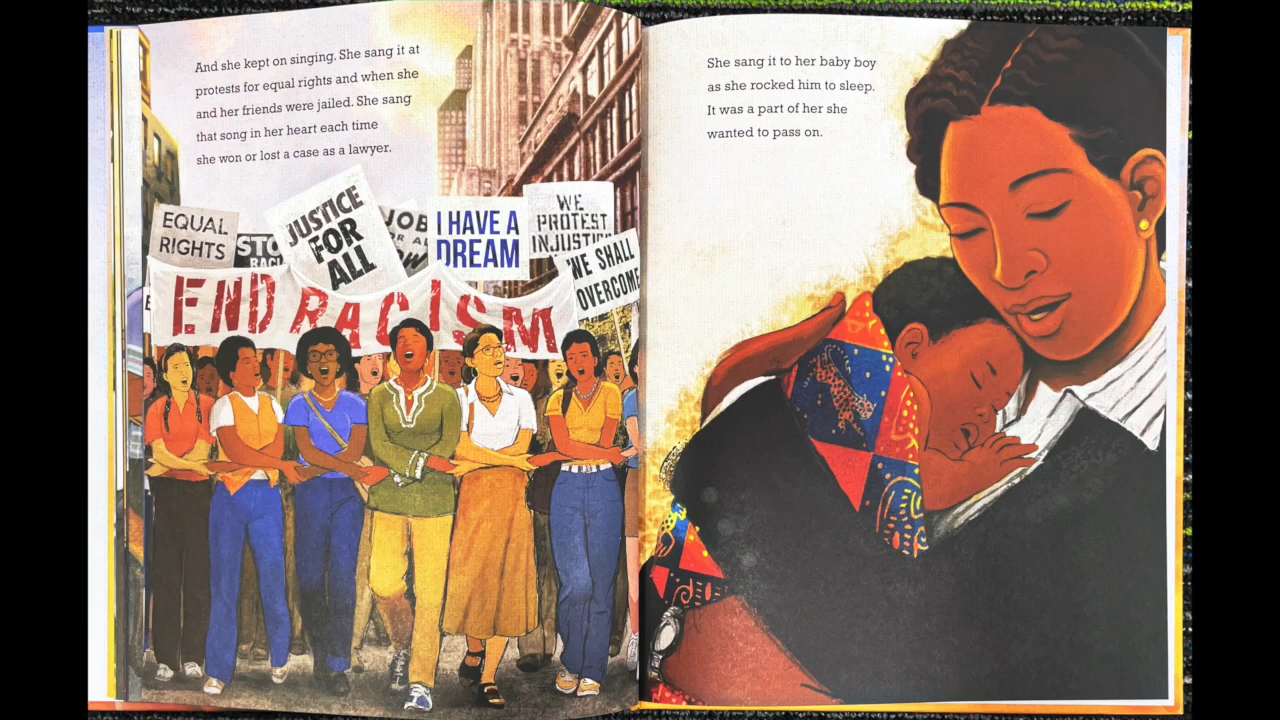 And she kept on singing. She sang it at
protests for equal rights and when she
and her friends were jailed. She sang
that song in her heart each time
she won or lost a case as a lawyer.
EQUAL
RIGHTS
JUSTICE
FOR
ALL
I HAVE A
DREAM
WE
PROTEST
WE SHALL
OVERCOME
END RACISM
She sang it to her baby boy
as she rocked him to sleep.
It was a part of her she
wanted to pass on.